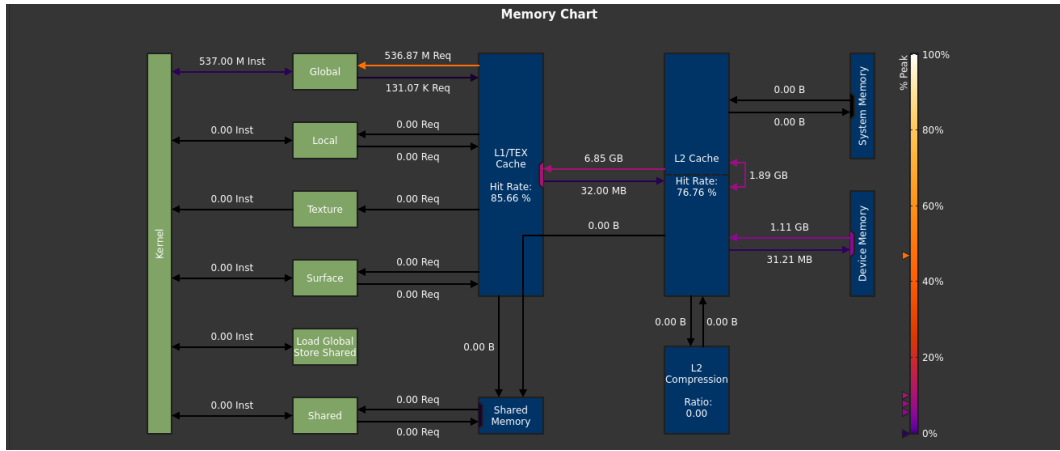 Memory Chart
Kernel
537.00 M Inst
0.00 Inst
0.00 Inst
0.00 Inst
0.00 Inst
0.00 Inst
Global
Local
Texture
Surface
Load Global
Store Shared
Shared
536.87 M Req
131.07 K Req
0.00 Req
0.00 Req
0.00 Req
0.00 Req
0.00 Req
0.00 Req
0.00 Req
L1/TEX
Cache
Hit Rate:
85.66 %
0.00 B
Shared
Memory
6.85 GB
32.00 MB
0.00 B
L2 Cache
Hit Rate:
76.76 %
1.89 GB
0.00 B
0.00 B
L2
Compression
Ratio:
0.00
0.00 B
0.00 B
System Memory
1.11 GB
31.21 MB
Device Memory
% Peak
100%
80%
60%
40%
20%
0%